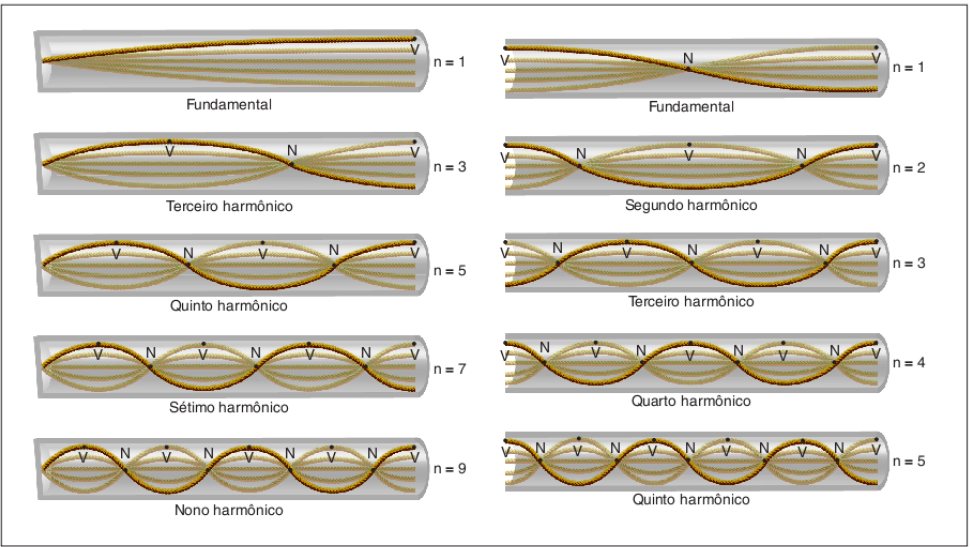 V n = 1
Fundamental
V N V n = 3
Terceiro harmônico
V N V N V n = 5
Quinto harmônico
V N V N V N V n = 7
Sétimo harmônico
V N V N V N V N V n = 9
Nono harmônico
V N V n = 1
Fundamental
V N V N V n = 2
Segundo harmônico
V N V N V N V n = 3
Terceiro harmônico
V N V N V N V N V n = 4
Quarto harmônico
V N V N V N V N V N V n = 5
Quinto harmônico